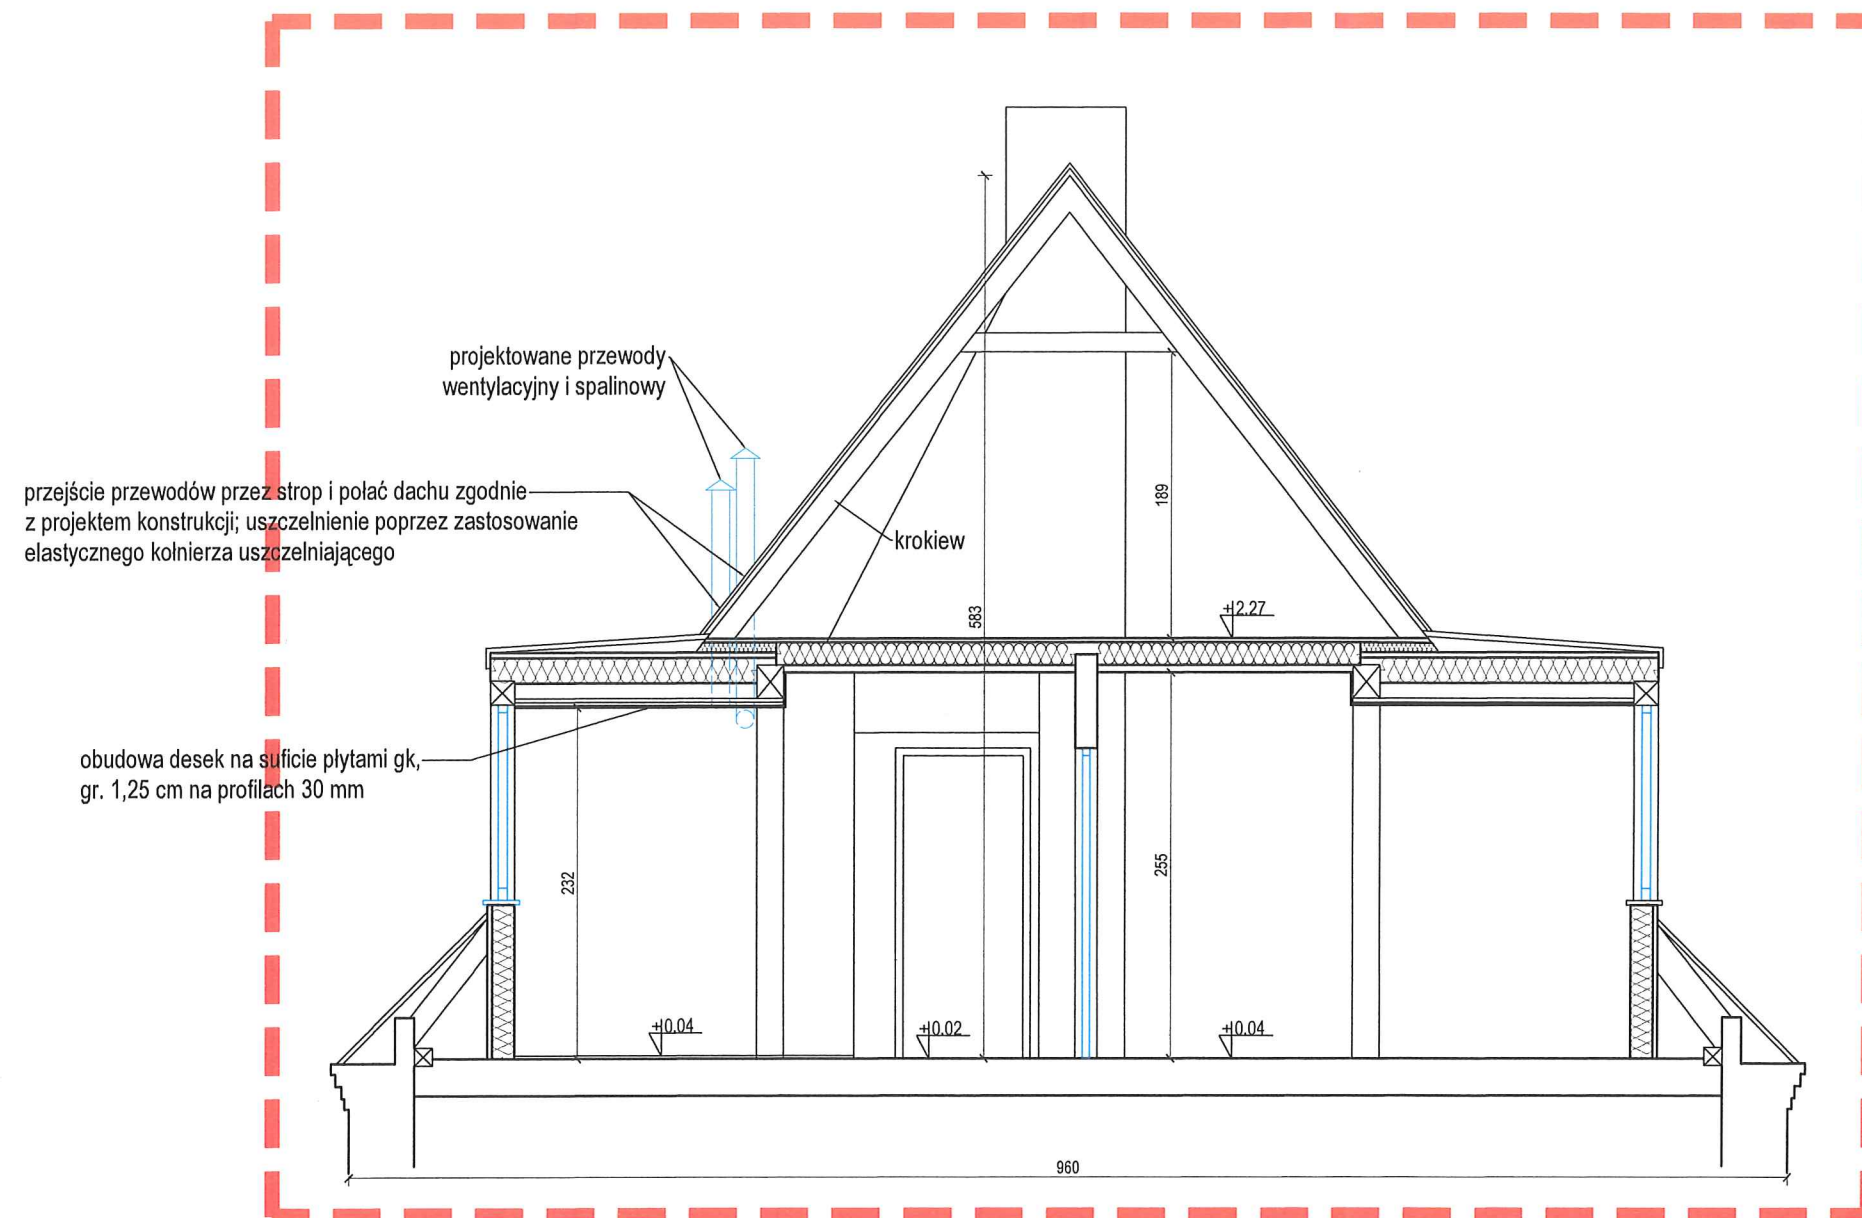 projektowane przewody
wentylacyjny i spalinowy
przejście przewodów przez strop i połać dachu zgodnie
z projektem konstrukcji; uszczelnienie poprzez zastosowanie
elastycznego kołnierza uszczelniającego
krokiew
189
583
+2.27
obudowa desek na suficie płytami gk,
gr. 1,25 cm na profilach 30 mm
232
255
+0.04
+0.02
+0.04
960